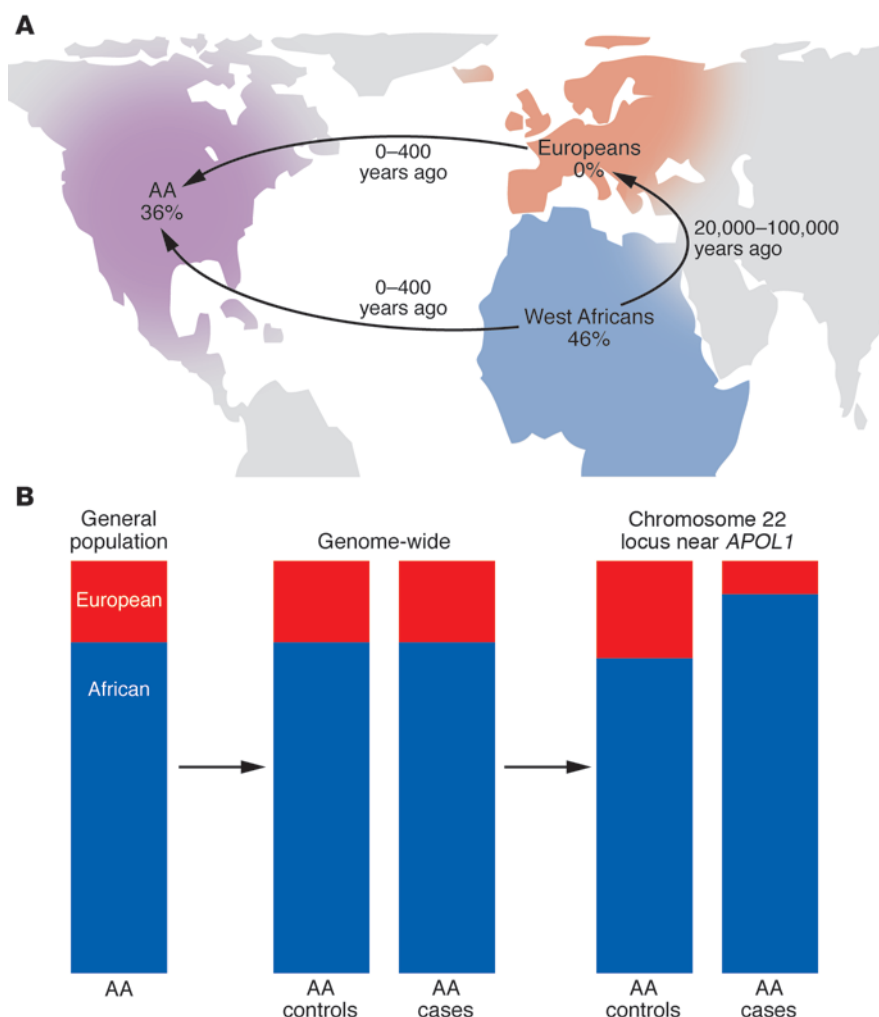 A
0–400
years ago
Europeans
0%
AA
36%
20,000–100,000
years ago
0–400
years ago
West Africans
46%
B
General
population
Genome-wide
Chromosome 22
locus near APOL1
European
African
AA
AA
controls
AA
cases
AA
controls
AA
cases